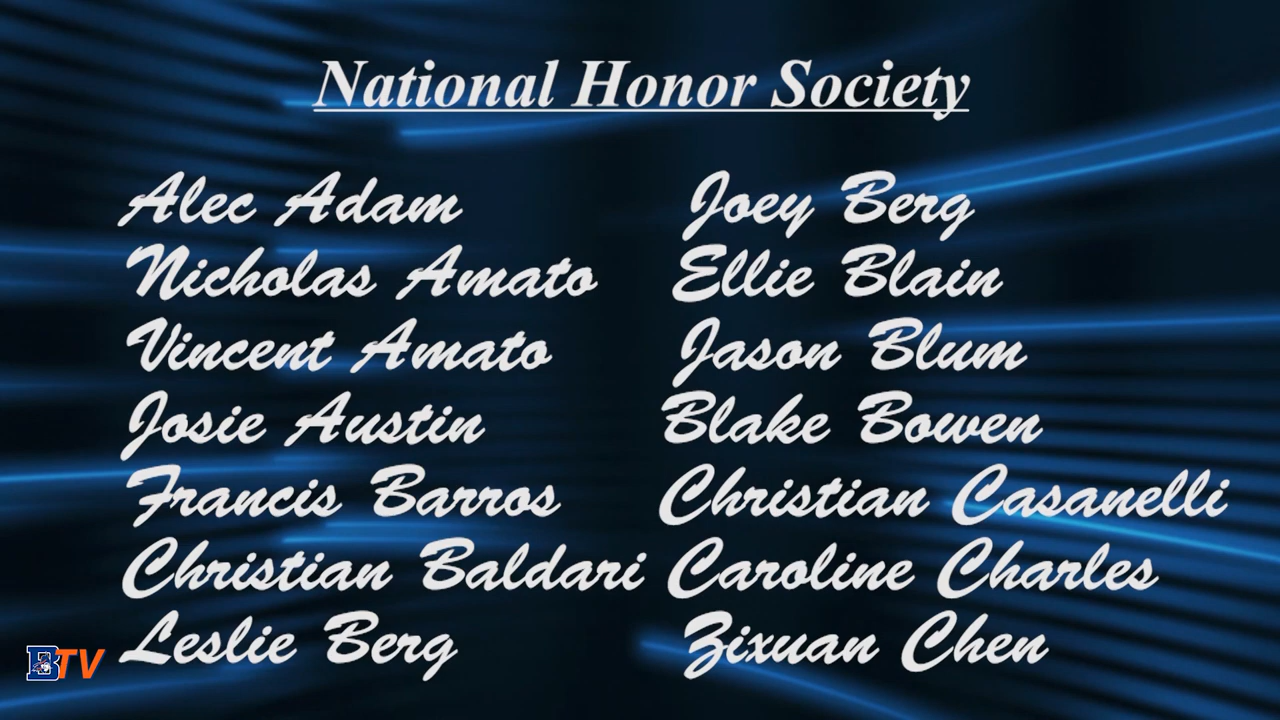 National Honor Society
Alec Adam
Nicholas Amato
Vincent Amato
Josie Austin
Francis Barros
Christian Baldari
Leslie Berg
Joey Berg
Ellie Blain
Jason Blum
Blake Bowen
Christian Casanelli
Caroline Charles
Zixuan Chen
BTV